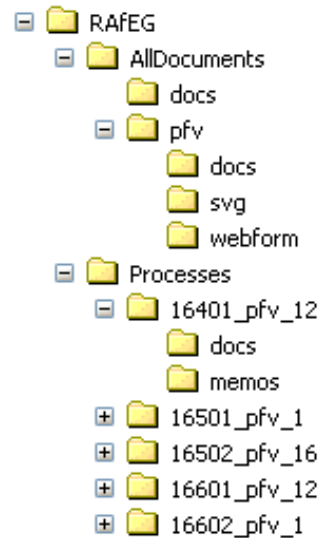 RAfEG
AllDocuments
docs
pfv
docs
svg
webform
Processes
16401_pfv_12
docs
memos
16501_pfv_1
16502_pfv_16
16601_pfv_12
16602_pfv_1